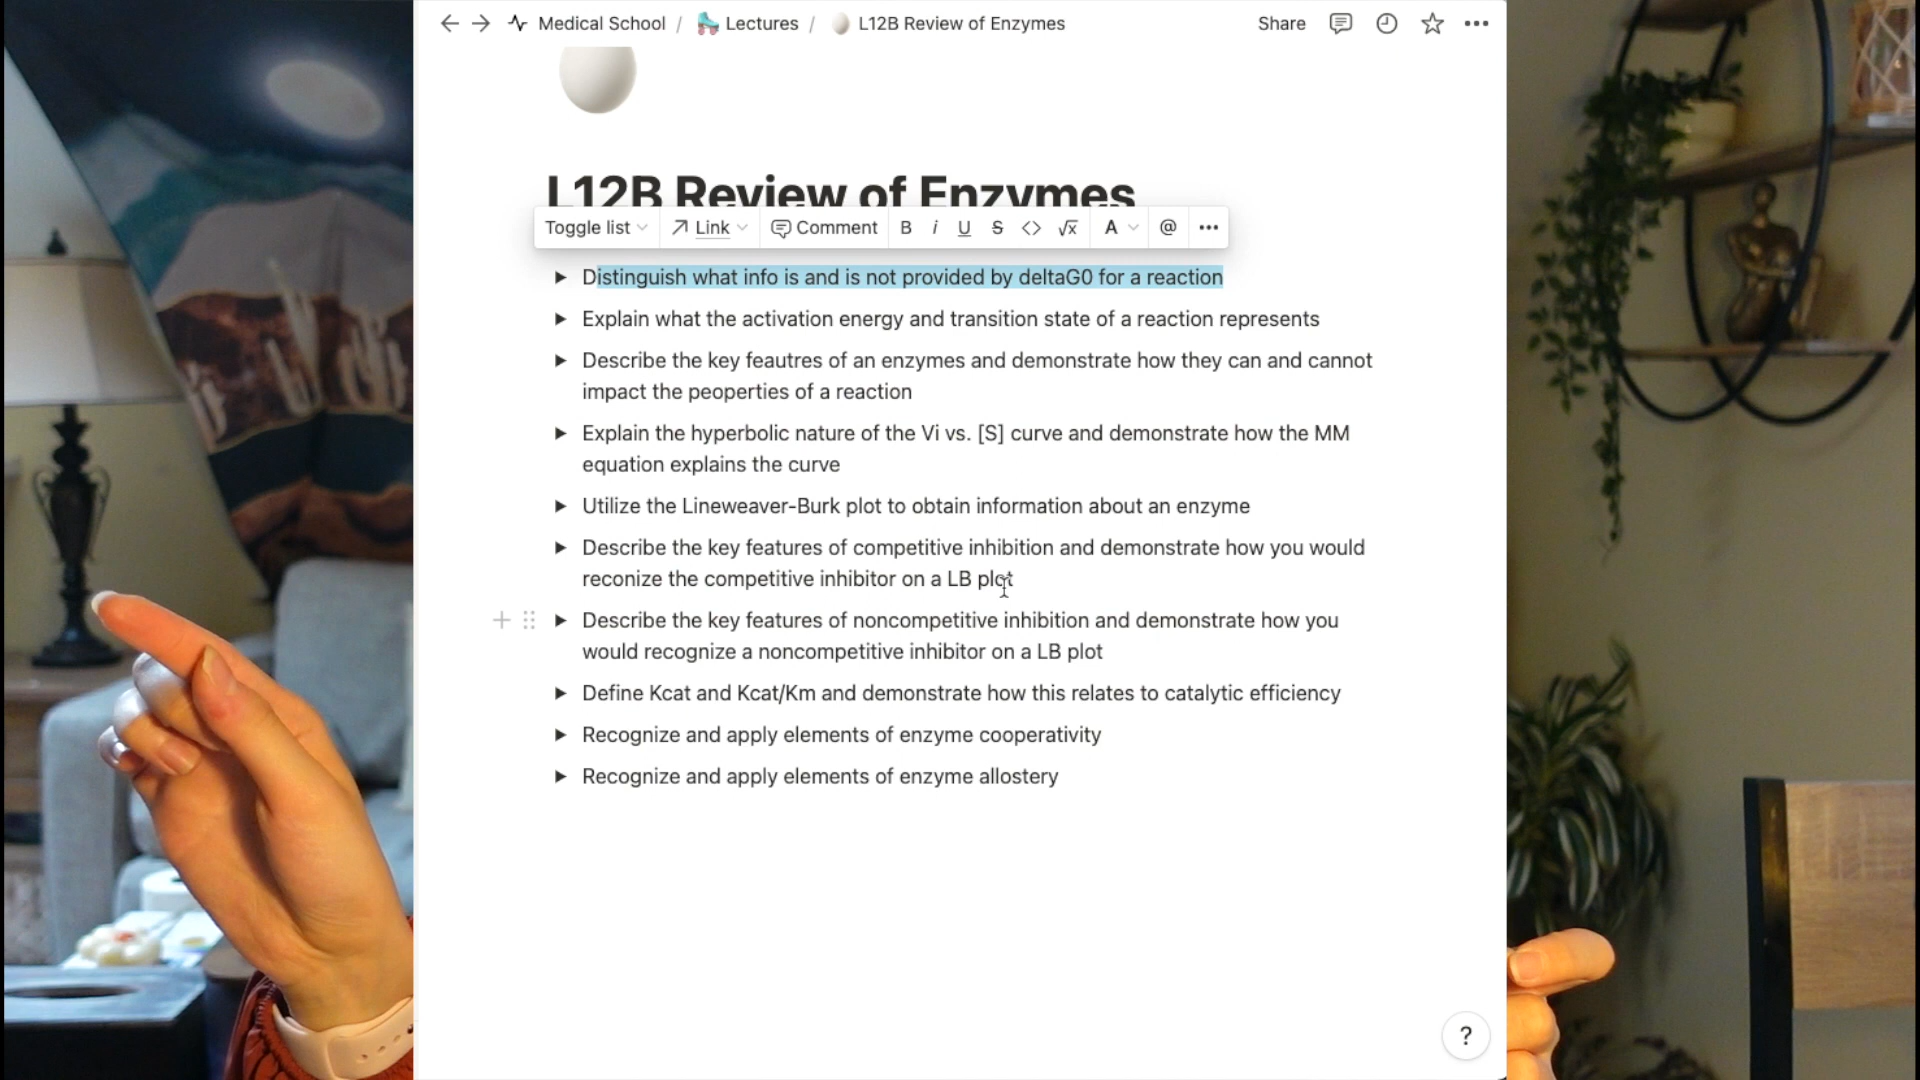 Medical School / Lectures / L12B Review of Enzymes Share
L12B Review of Enzymes
Toggle list Link Comment B i U S <> √x A @ •••
Distinguish what info is and is not provided by deltaG0 for a reaction
Explain what the activation energy and transition state of a reaction represents
Describe the key feautres of an enzymes and demonstrate how they can and cannot
impact the peoperties of a reaction
Explain the hyperbolic nature of the Vi vs. [S] curve and demonstrate how the MM
equation explains the curve
Utilize the Lineweaver-Burk plot to obtain information about an enzyme
Describe the key features of competitive inhibition and demonstrate how you would
reconize the competitive inhibitor on a LB plot
Describe the key features of noncompetitive inhibition and demonstrate how you
would recognize a noncompetitive inhibitor on a LB plot
Define Kcat and Kcat/Km and demonstrate how this relates to catalytic efficiency
Recognize and apply elements of enzyme cooperativity
Recognize and apply elements of enzyme allostery
?